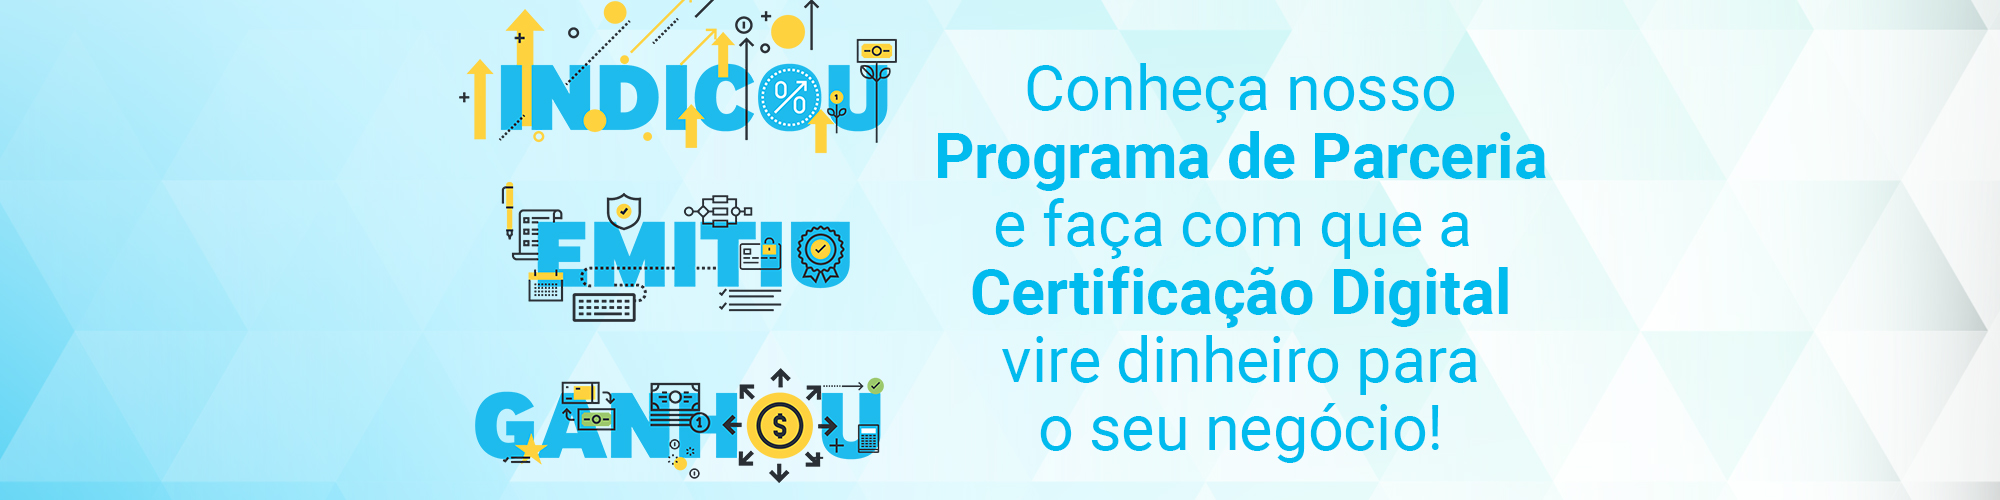 INDICOU
EMITIU
GANHOU
Conheça nosso
Programa de Parceria
e faça com que a
Certificação Digital
vire dinheiro para
o seu negócio!